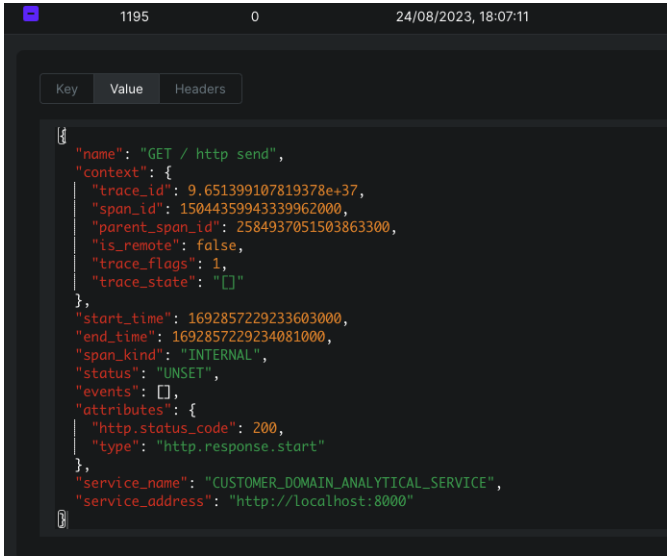 1195 0 24/08/2023, 18:07:11
Key Value Headers
{
"name": "GET / http send",
"context": {
"trace_id": 9.651399107819378e+37,
"span_id": 15044359943339962000,
"parent_span_id": 2584937051503863300,
"is_remote": false,
"trace_flags": 1,
"trace_state": "[]"
},
"start_time": 1692857229233603000,
"end_time": 1692857229234081000,
"span_kind": "INTERNAL",
"status": "UNSET",
"events": [],
"attributes": {
"http.status_code": 200,
"type": "http.response.start"
},
"service_name": "CUSTOMER_DOMAIN_ANALYTICAL_SERVICE",
"service_address": "http://localhost:8000"
}